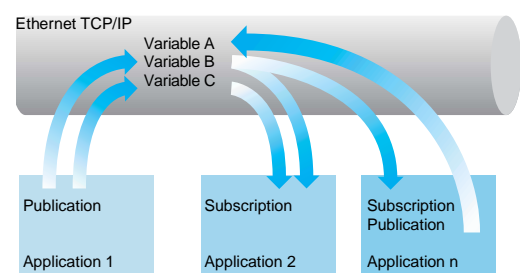 Ethernet TCP/IP
Variable A
Variable B
Variable C
Publication
Application 1
Subscription
Application 2
Subscription
Publication
Application n